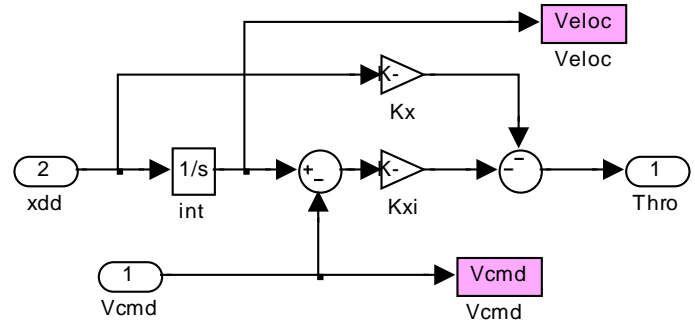 Veloc
Veloc
K-
Kx
2
xdd
1/s
int
+
−
K-
Kxi
−
−
1
Thro
1
Vcmd
Vcmd
Vcmd